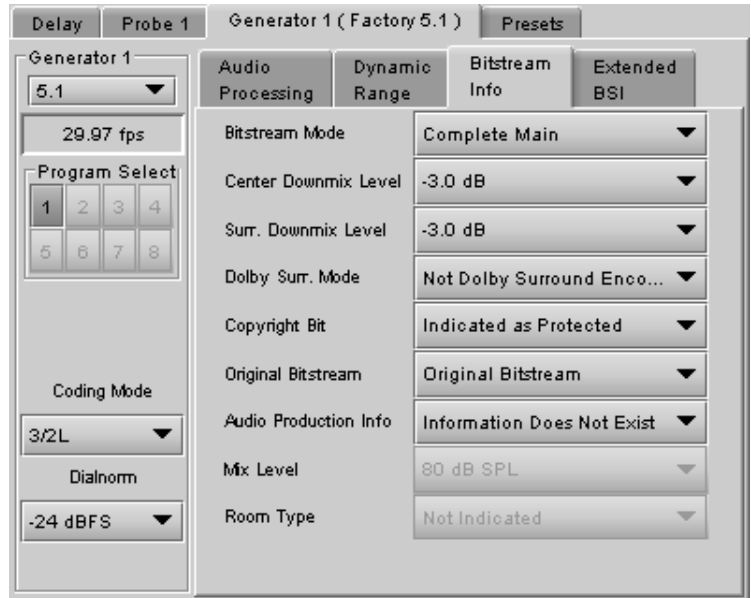 Delay Probe 1 Generator 1 ( Factory 5.1 ) Presets
Generator 1
5.1
29.97 fps
Program Select
1 2 3 4
5 6 7 8
Coding Mode
3/2L
Dialnorm
-24 dBFS
Audio Processing
Dynamic Range
Bitstream Info
Extended BSI
Bitstream Mode Complete Main
Center Downmix Level -3.0 dB
Surr. Downmix Level -3.0 dB
Dolby Surr. Mode Not Dolby Surround Enco...
Copyright Bit Indicated as Protected
Original Bitstream Original Bitstream
Audio Production Info Information Does Not Exist
Mix Level 80 dB SPL
Room Type Not Indicated